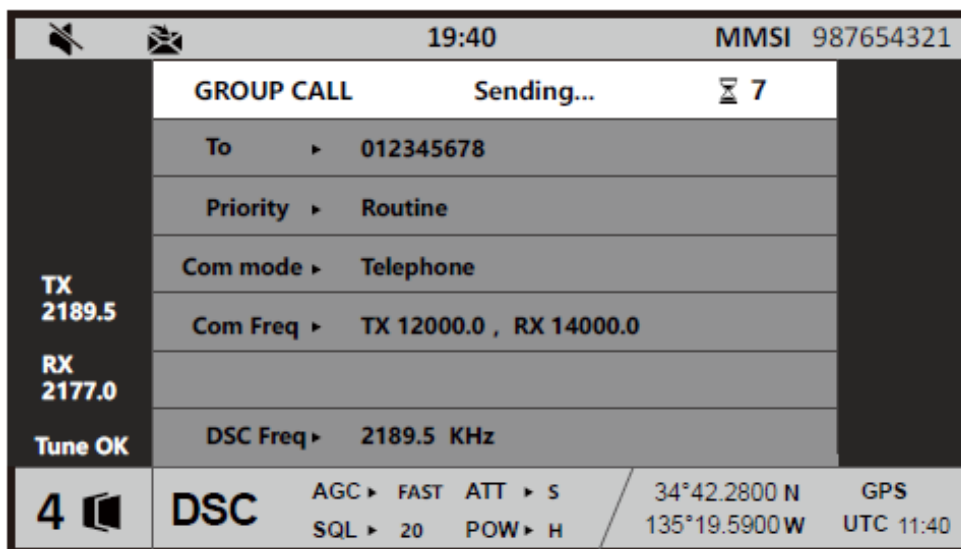 19:40 MMSI 987654321
GROUP CALL Sending... 7
To ▸ 012345678
Priority ▸ Routine
Com mode ▸ Telephone
Com Freq ▸ TX 12000.0 , RX 14000.0
DSC Freq ▸ 2189.5 KHz
TX
2189.5
RX
2177.0
Tune OK
4 DSC
AGC ▸ FAST ATT ▸ S
SQL ▸ 20 POW ▸ H
34°42.2800 N
135°19.5900 W
GPS
UTC 11:40